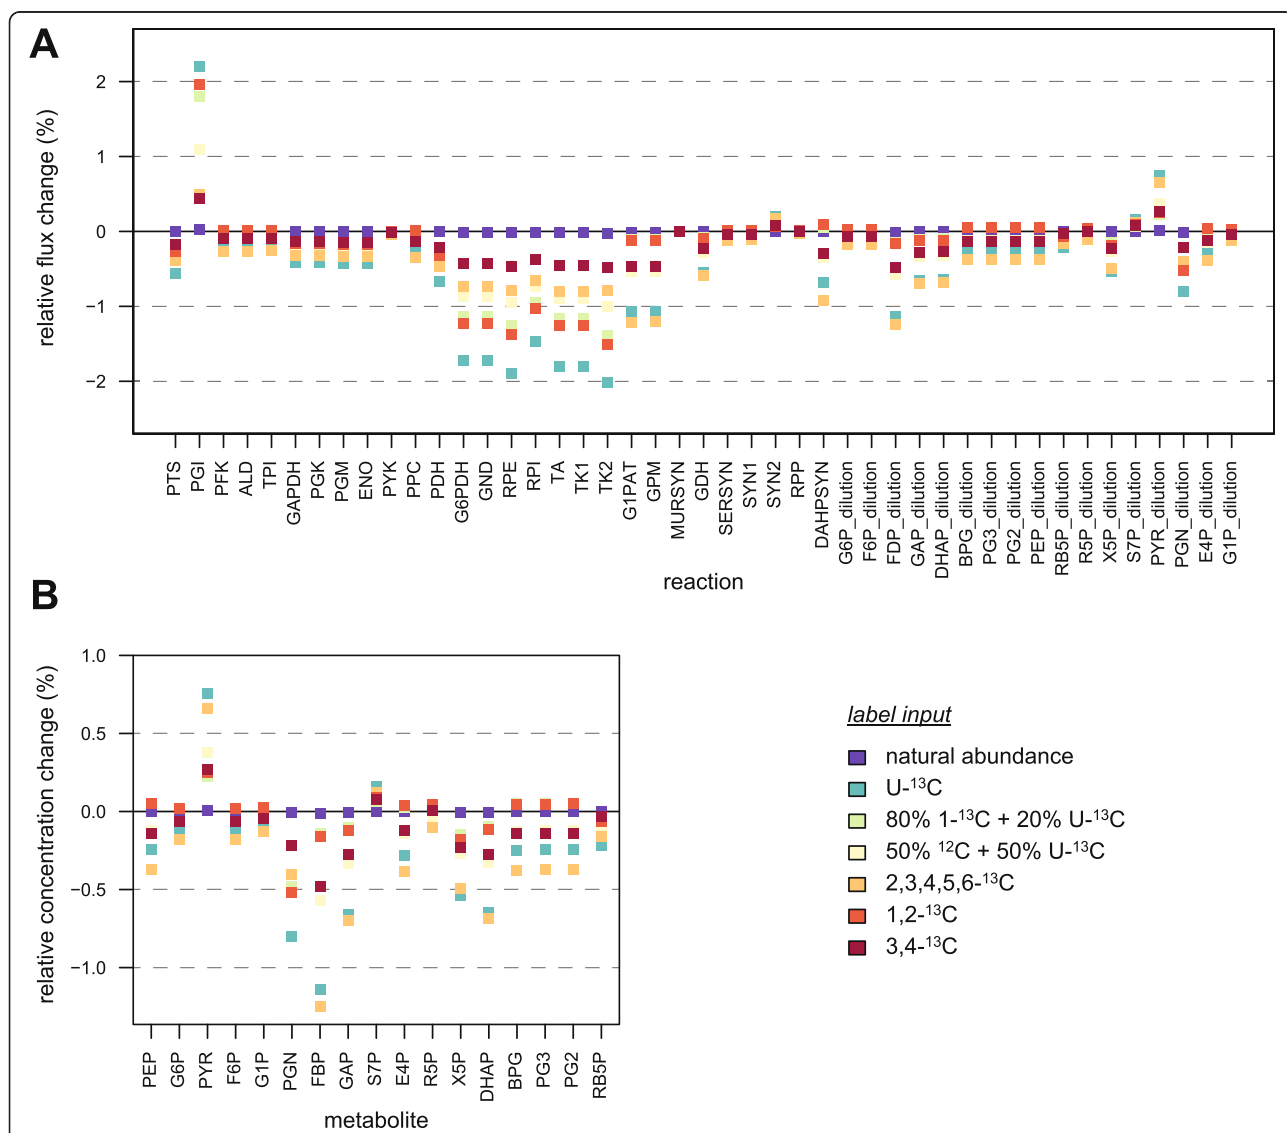 A
relative flux change (%)
2
1
0
−1
−2
PTS
PGI
PFK
ALD
TPI
GAPDH
PGK
PGM
ENO
PYK
PPC
PDH
G6PDH
GND
RPE
RPI
TA
TK1
TK2
G1PAT
GPM
MURSYN
GDH
SERSYN
SYN1
SYN2
RPP
DAHPSYN
G6P_dilution
F6P_dilution
FDP_dilution
GAP_dilution
DHAP_dilution
BPG_dilution
PG3_dilution
PG2_dilution
PEP_dilution
RB5P_dilution
R5P_dilution
X5P_dilution
S7P_dilution
PYR_dilution
PGN_dilution
E4P_dilution
G1P_dilution
reaction
B
relative concentration change (%)
1.0
0.5
0.0
−0.5
−1.0
PEP
G6P
PYR
F6P
G1P
PGN
FBP
GAP
S7P
E4P
R5P
X5P
DHAP
BPG
PG3
PG2
RB5P
metabolite
label input
natural abundance
U-¹³C
80% 1-¹³C + 20% U-¹³C
50% ¹²C + 50% U-¹³C
2,3,4,5,6-¹³C
1,2-¹³C
3,4-¹³C